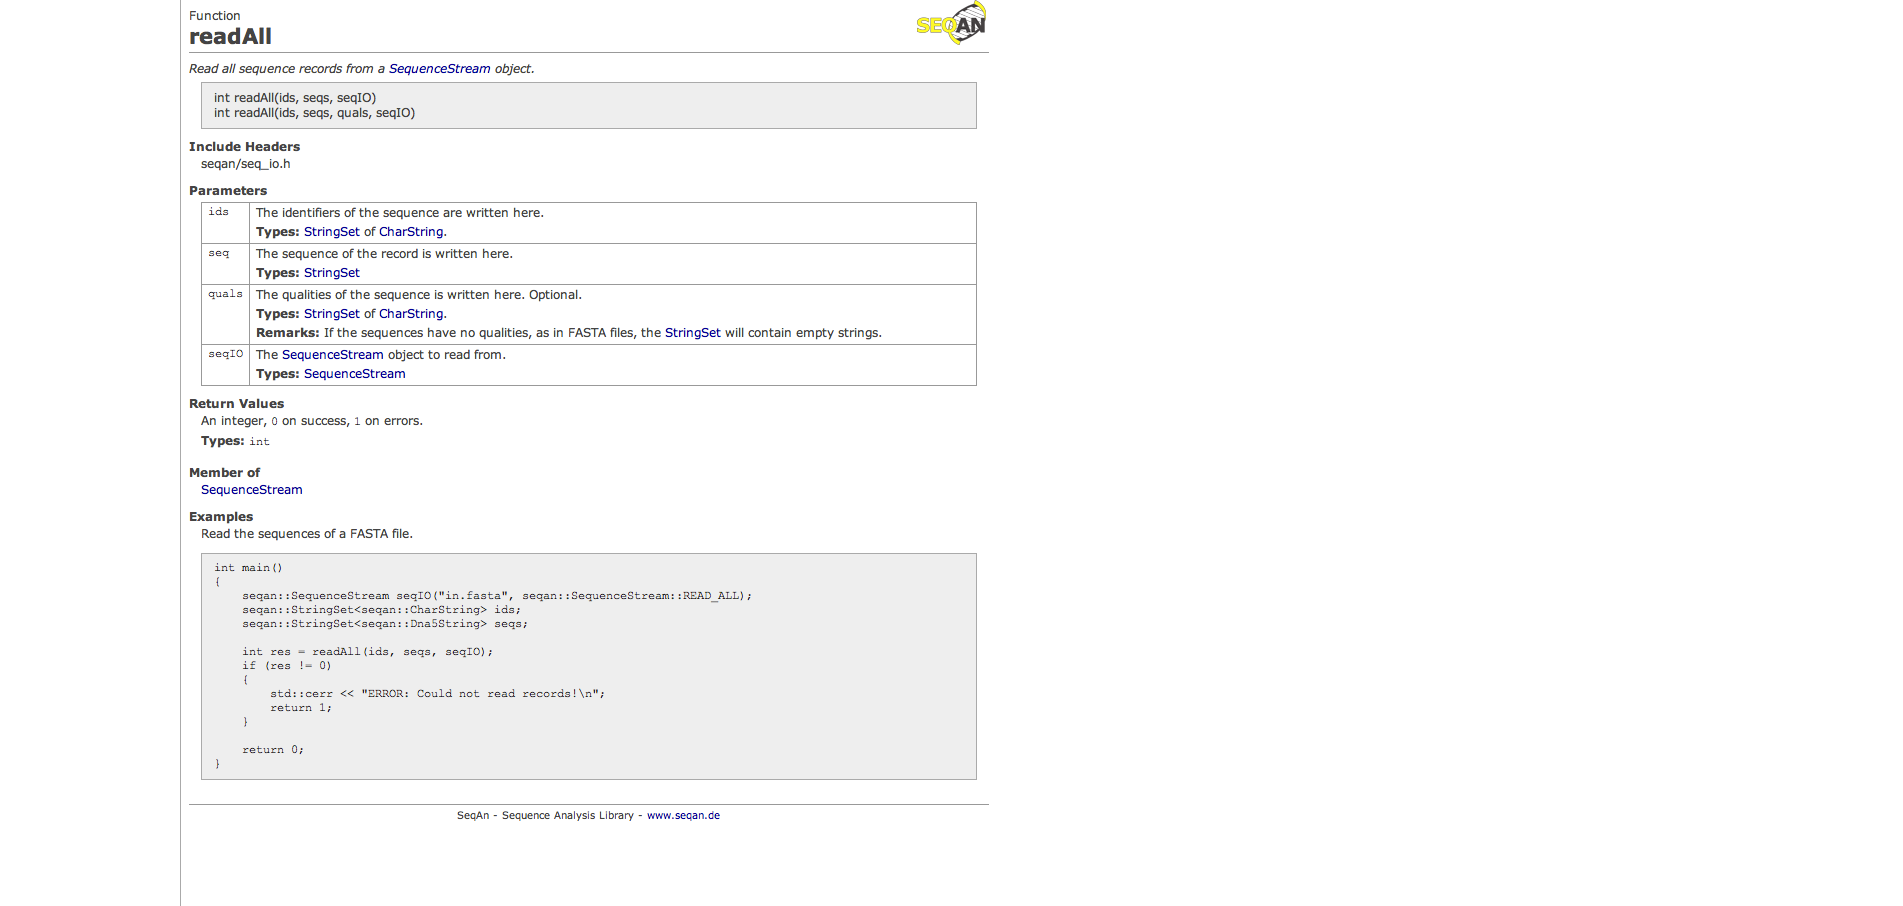 Function
readAll
SEQAN
Read all sequence records from a SequenceStream object.
int readAll(ids, seqs, seqIO)
int readAll(ids, seqs, quals, seqIO)
Include Headers
seqan/seq_io.h
Parameters
ids The identifiers of the sequence are written here.
Types: StringSet of CharString.
seq The sequence of the record is written here.
Types: StringSet
quals The qualities of the sequence is written here. Optional.
Types: StringSet of CharString.
Remarks: If the sequences have no qualities, as in FASTA files, the StringSet will contain empty strings.
seqIO The SequenceStream object to read from.
Types: SequenceStream
Return Values
An integer, 0 on success, 1 on errors.
Types: int
Member of
SequenceStream
Examples
Read the sequences of a FASTA file.
int main()
{
    seqan::SequenceStream seqIO("in.fasta", seqan::SequenceStream::READ_ALL);
    seqan::StringSet<seqan::CharString> ids;
    seqan::StringSet<seqan::Dna5String> seqs;
    int res = readAll(ids, seqs, seqIO);
    if (res != 0)
    {
        std::cerr << "ERROR: Could not read records!\n";
        return 1;
    }
    return 0;
}
SeqAn - Sequence Analysis Library - www.seqan.de